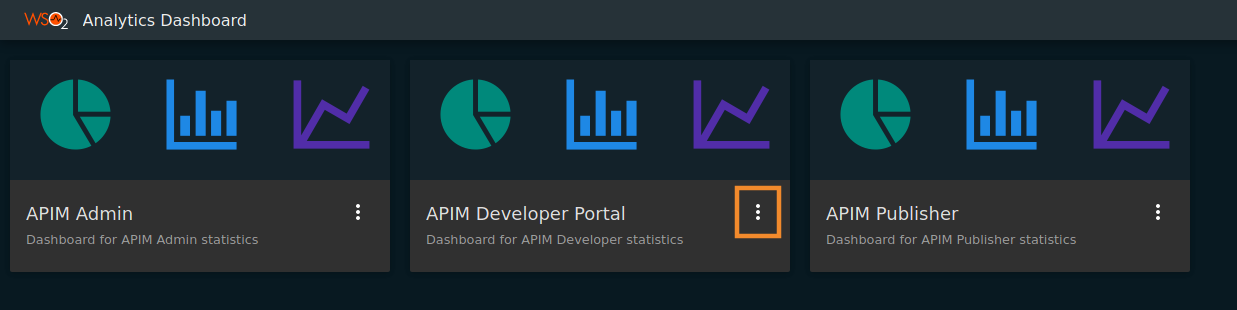 WSO2 Analytics Dashboard
APIM Admin
Dashboard for APIM Admin statistics
APIM Developer Portal
Dashboard for APIM Developer statistics
APIM Publisher
Dashboard for APIM Publisher statistics